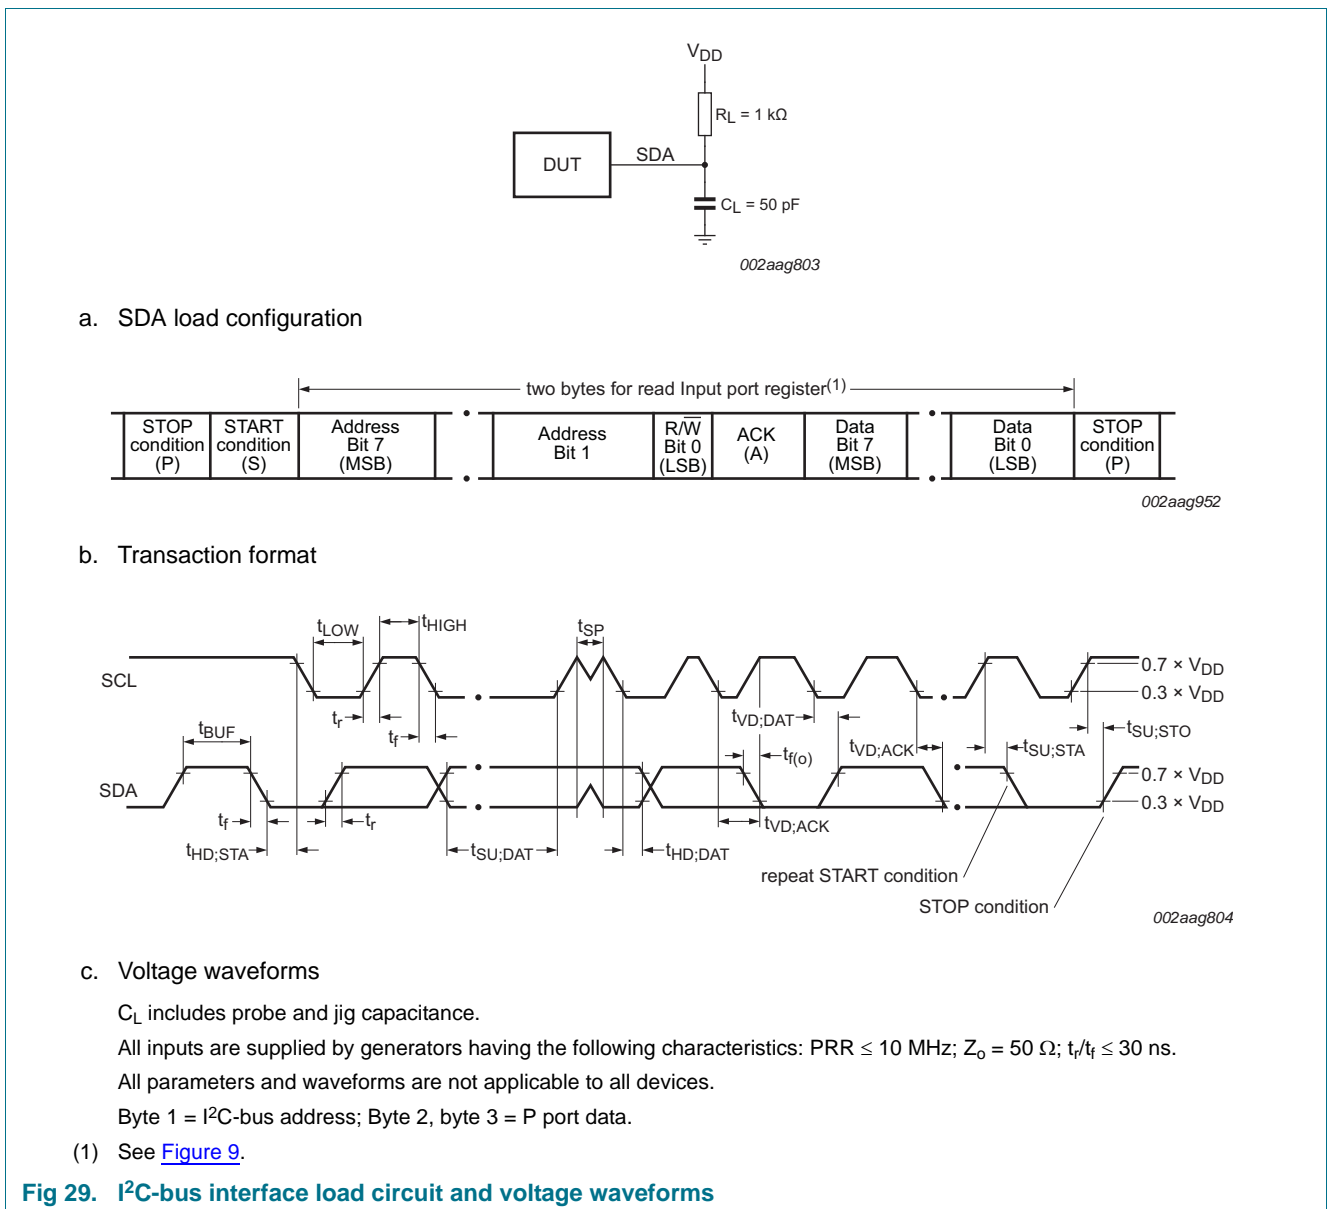 VDD
RL = 1 kΩ
DUT
SDA
CL = 50 pF
002aag803
a. SDA load configuration
two bytes for read Input port register(1)
STOP condition (P)
START condition (S)
Address Bit 7 (MSB)
Address Bit 1
R/W̅ Bit 0 (LSB)
ACK (A)
Data Bit 7 (MSB)
Data Bit 0 (LSB)
STOP condition (P)
002aag952
b. Transaction format
tLOW
tHIGH
tSP
SCL
0.7 × VDD
0.3 × VDD
tr
tf
tBUF
tVD;DAT
tf(o)
tVD;ACK
tSU;STA
tSU;STO
SDA
0.7 × VDD
0.3 × VDD
tf
tr
tHD;STA
tSU;DAT
tHD;DAT
tVD;ACK
repeat START condition
STOP condition
002aag804
c. Voltage waveforms
CL includes probe and jig capacitance.
All inputs are supplied by generators having the following characteristics: PRR ≤ 10 MHz; Zo = 50 Ω; tr/tf ≤ 30 ns.
All parameters and waveforms are not applicable to all devices.
Byte 1 = I²C-bus address; Byte 2, byte 3 = P port data.
(1) See Figure 9.
Fig 29. I²C-bus interface load circuit and voltage waveforms